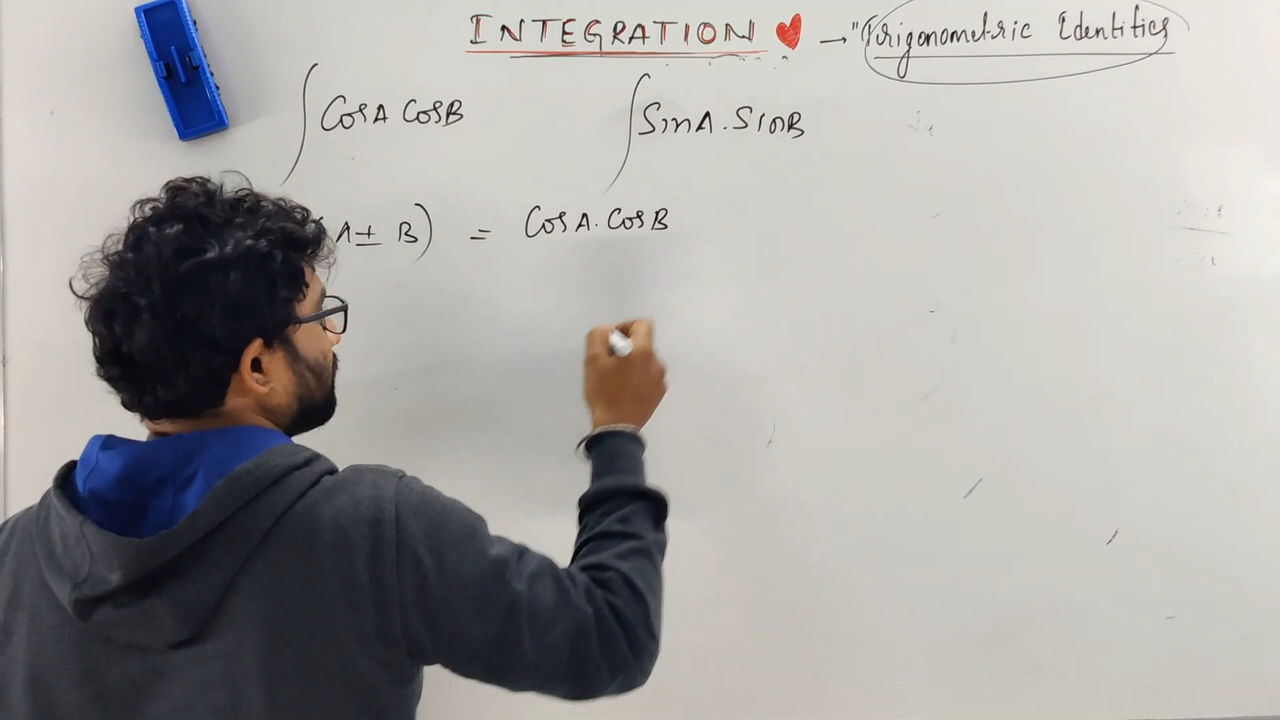 INTEGRATION ❤ → "Trigonometric Identities
∫ CosA CosB
∫ SinA . SinB
A ± B) = CosA . CosB